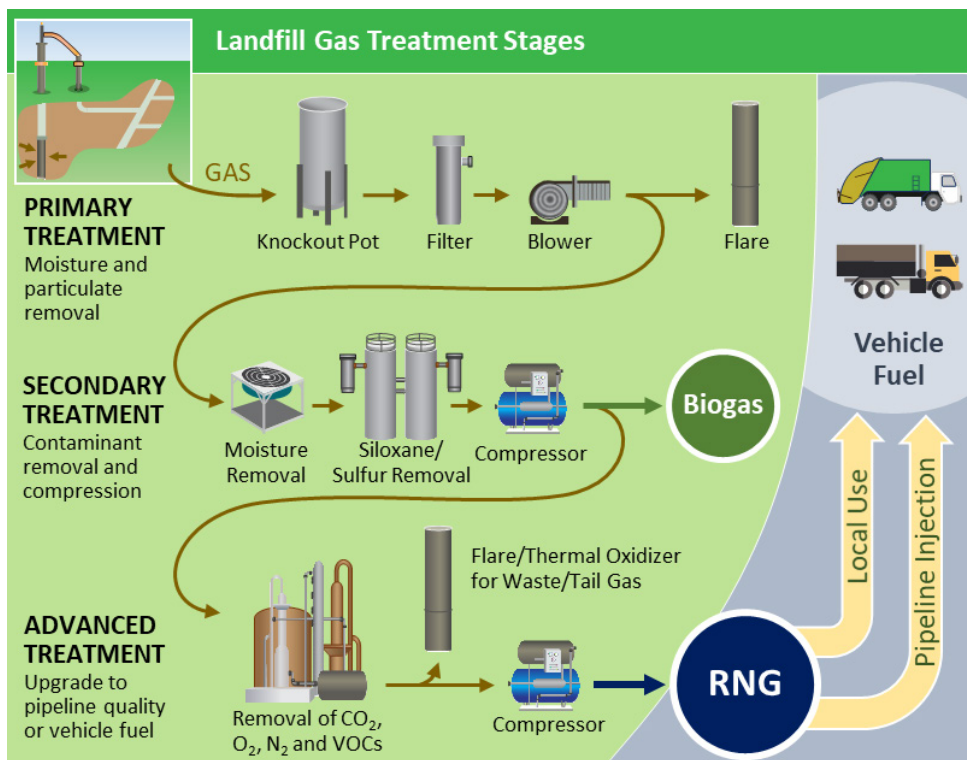 Landfill Gas Treatment Stages
GAS
PRIMARY
TREATMENT
Moisture and
particulate
removal
Knockout Pot
Filter
Blower
Flare
Vehicle
Fuel
SECONDARY
TREATMENT
Contaminant
removal and
compression
Moisture
Removal
Siloxane/
Sulfur Removal
Compressor
Biogas
Local Use
Pipeline Injection
ADVANCED
TREATMENT
Upgrade to
pipeline quality
or vehicle fuel
Removal of CO₂,
O₂, N₂ and VOCs
Flare/Thermal Oxidizer
for Waste/Tail Gas
Compressor
RNG